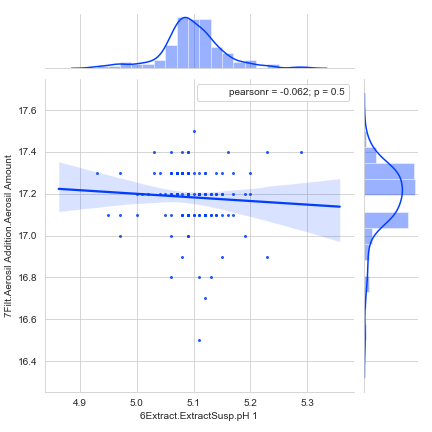 pearsonr = -0.062; p = 0.5
17.6
17.4
17.2
17.0
16.8
16.6
16.4
7Filt.Aerosil Addition.Aerosil Amount
4.9 5.0 5.1 5.2 5.3
6Extract.ExtractSusp.pH 1